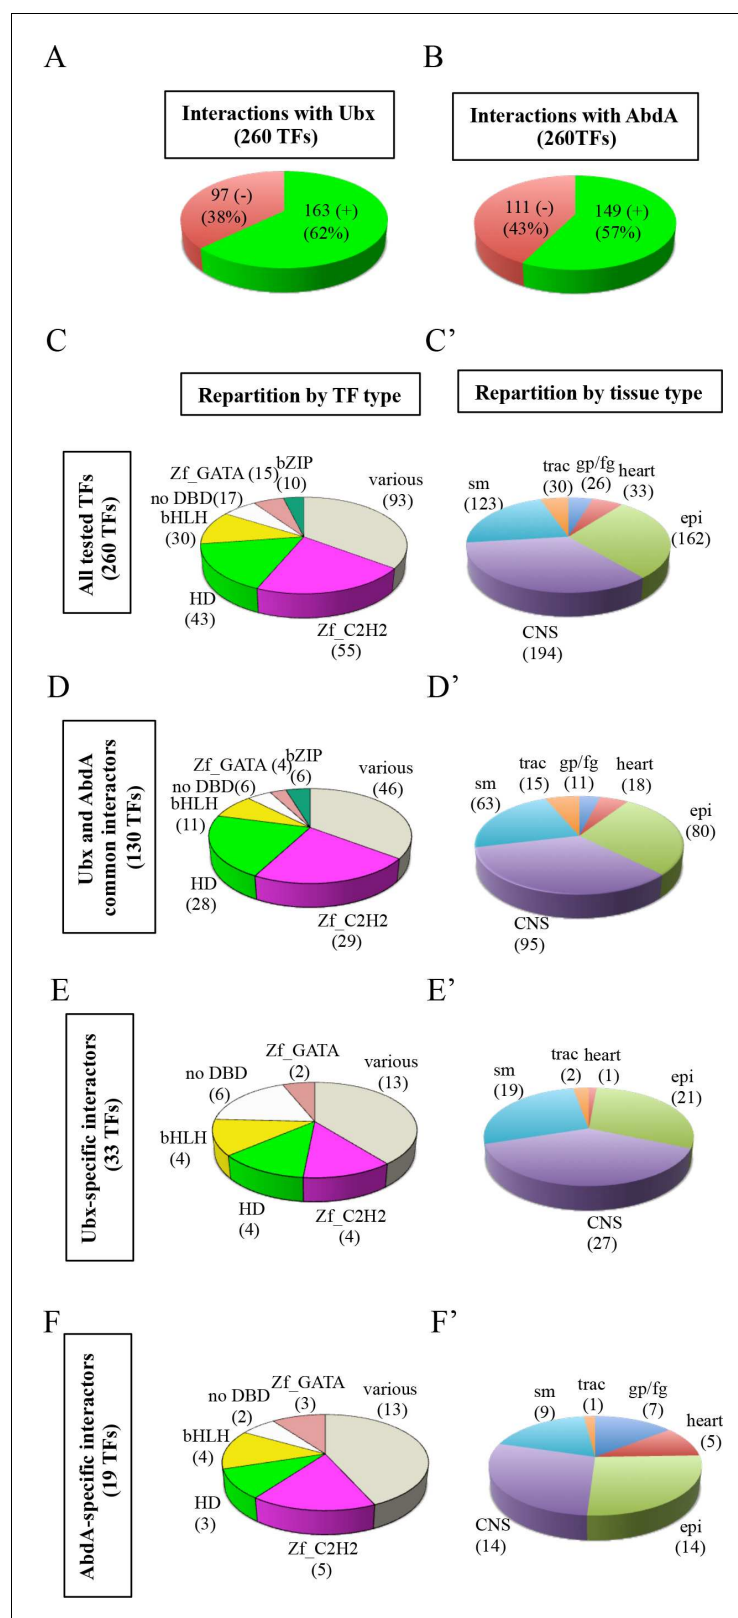 A
B
Interactions with Ubx
(260 TFs)
Interactions with AbdA
(260TFs)
97 (-)
(38%)
163 (+)
(62%)
111 (-)
(43%)
149 (+)
(57%)
C
C’
Repartition by TF type
Repartition by tissue type
All tested TFs
(260 TFs)
Zf_GATA (15)
bZIP
(10)
various
(93)
no DBD(17)
bHLH
(30)
HD
(43)
Zf_C2H2
(55)
trac
(30)
gp/fg
(26)
heart
(33)
sm
(123)
epi
(162)
CNS
(194)
D
D’
Ubx and AbdA
common interactors
(130 TFs)
Zf_GATA (4)
bZIP
(6)
various
(46)
no DBD(6)
bHLH
(11)
HD
(28)
Zf_C2H2
(29)
trac
(15)
gp/fg
(11)
heart
(18)
sm
(63)
epi
(80)
CNS
(95)
E
E’
Ubx-specific interactors
(33 TFs)
Zf_GATA
(2)
various
(13)
no DBD
(6)
bHLH
(4)
HD
(4)
Zf_C2H2
(4)
trac
(2)
heart
(1)
sm
(19)
epi
(21)
CNS
(27)
F
F’
AbdA-specific interactors
(19 TFs)
Zf_GATA
(3)
various
(13)
no DBD
(2)
bHLH
(4)
HD
(3)
Zf_C2H2
(5)
sm
(9)
trac
(1)
gp/fg
(7)
heart
(5)
CNS
(14)
epi
(14)